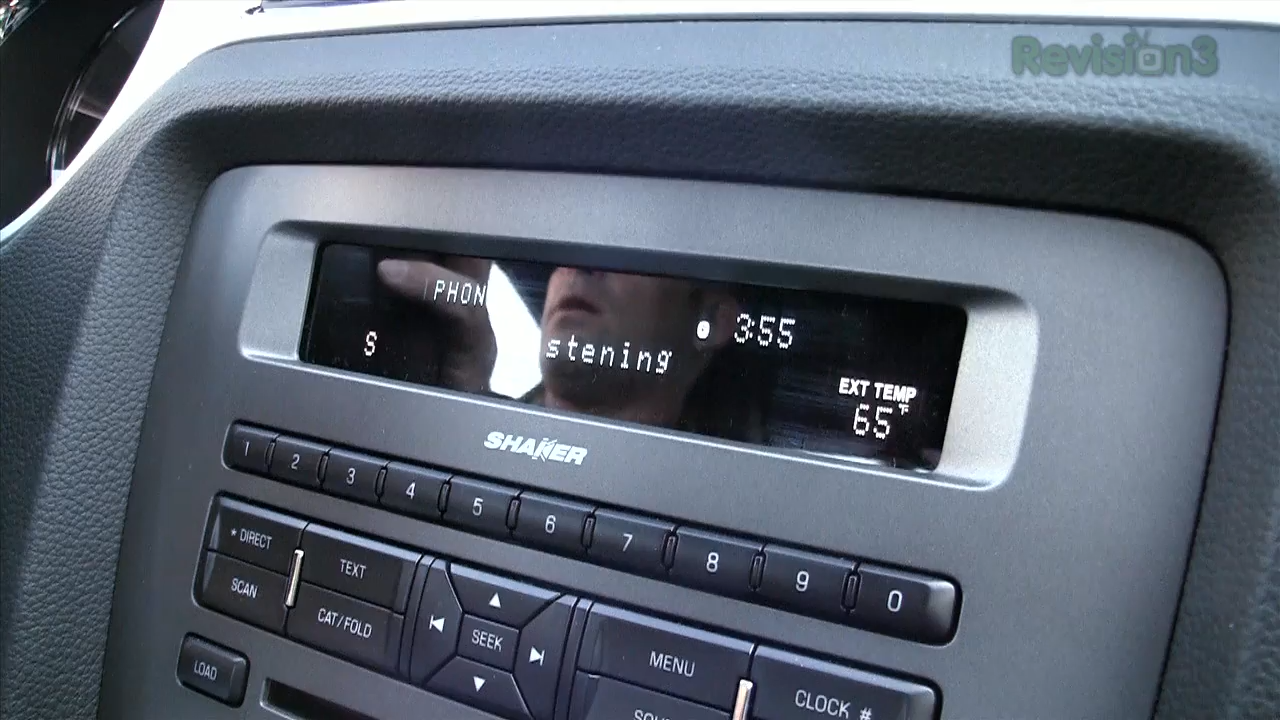 Revision3
PHON
3:55
S stening
EXT TEMP
65°F
SHAKER
1 2 3 4 5 6 7 8 9 0
* DIRECT
TEXT
SCAN
CAT/FOLD
SEEK
MENU
LOAD
CLOCK #